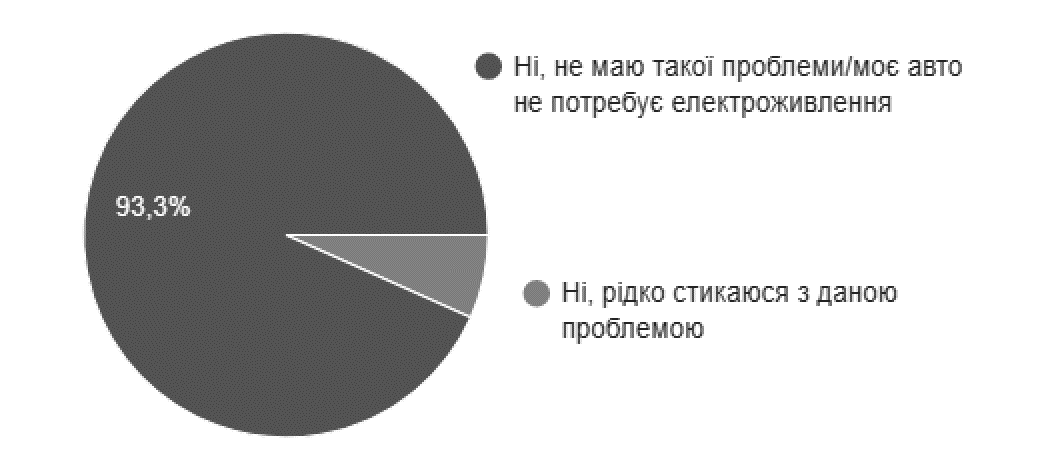 Ні, не маю такої проблеми/моє авто
не потребує електроживлення
93,3%
Ні, рідко стикаюся з даною
проблемою